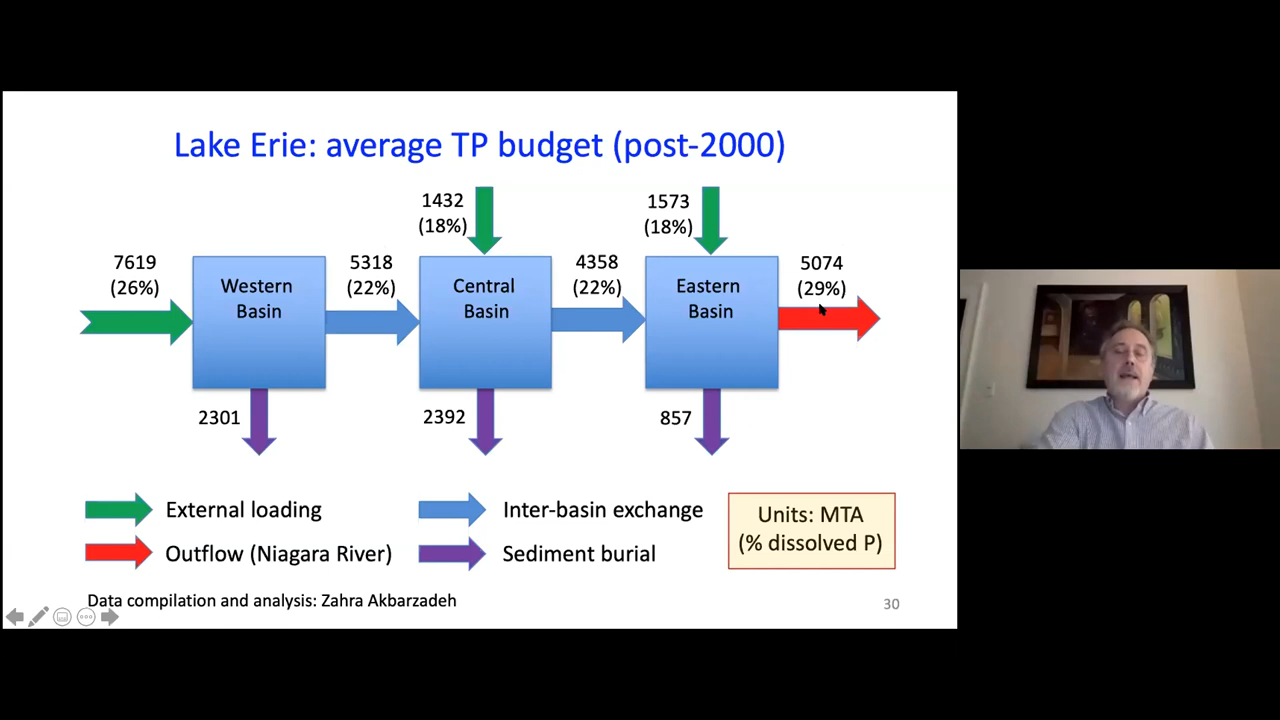 Lake Erie: average TP budget (post-2000)
1432
(18%)
1573
(18%)
7619
(26%)
5318
(22%)
4358
(22%)
5074
(29%)
Western
Basin
Central
Basin
Eastern
Basin
2301
2392
857
External loading
Inter-basin exchange
Outflow (Niagara River)
Sediment burial
Units: MTA
(% dissolved P)
Data compilation and analysis: Zahra Akbarzadeh
30